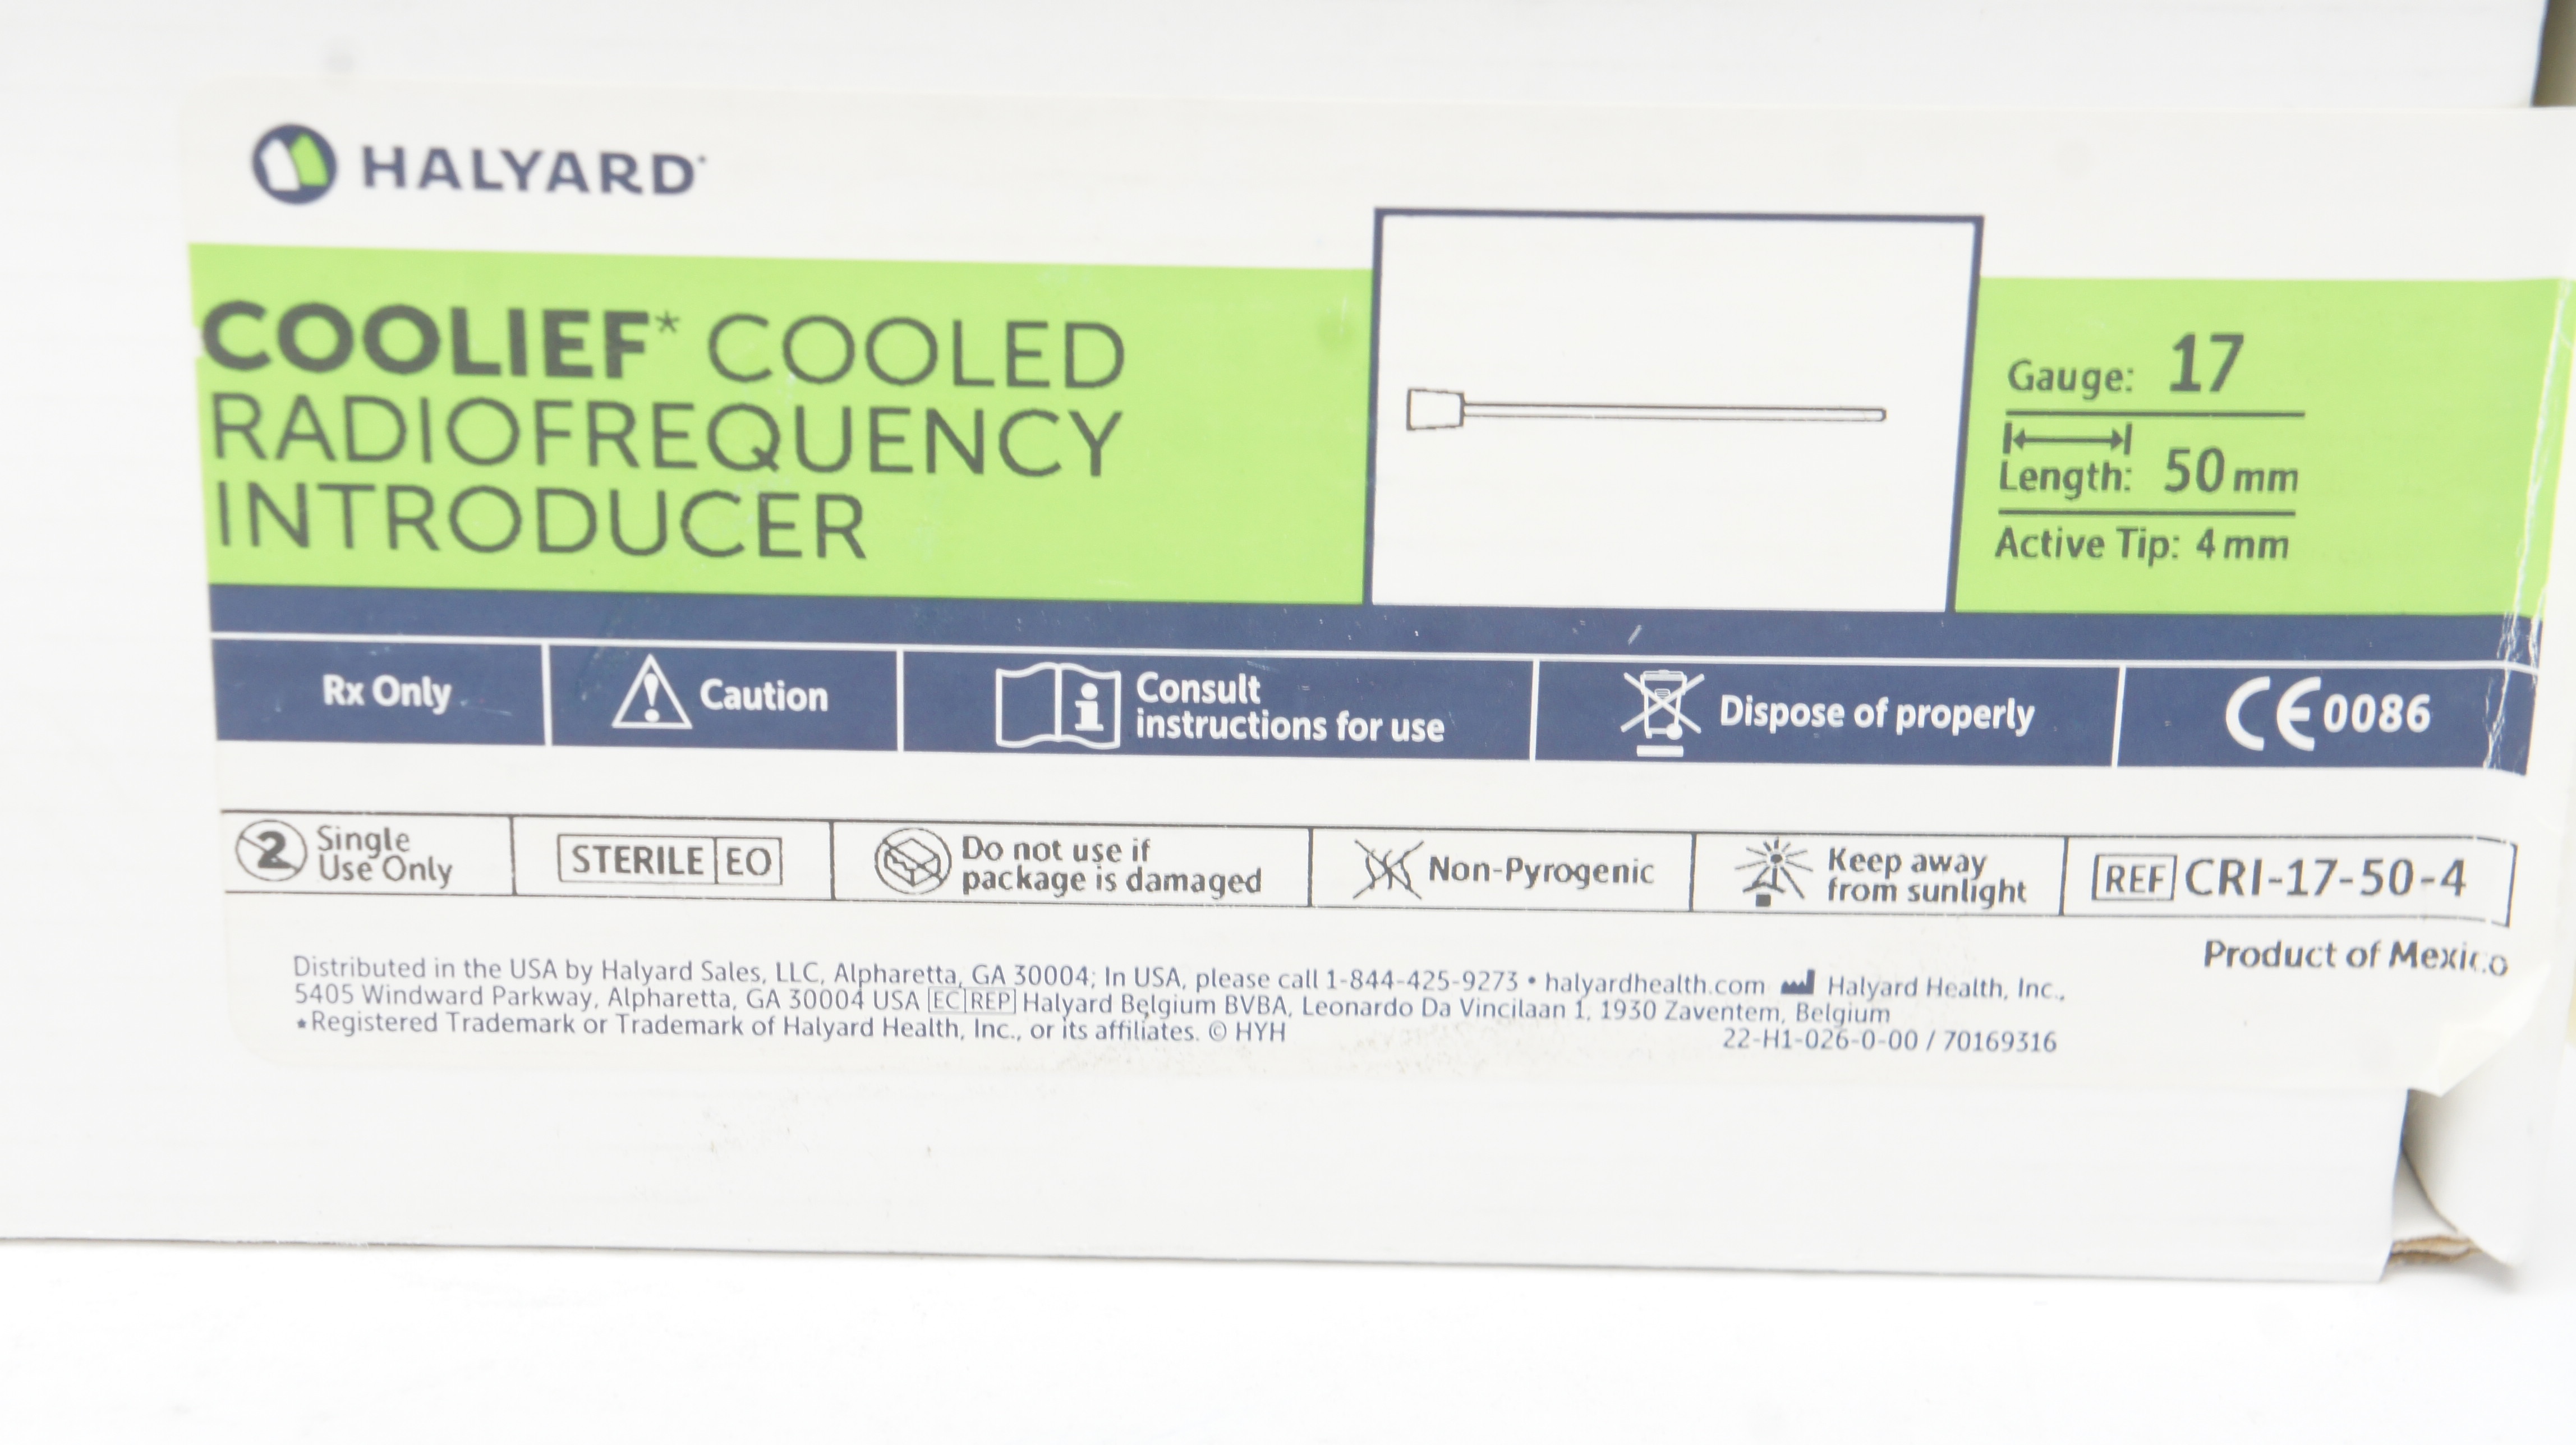 HALYARD*
COOLIEF* COOLED
RADIOFREQUENCY
INTRODUCER
Gauge: 17
Length: 50 mm
Active Tip: 4 mm
Rx Only
Caution
Consult
instructions for use
Dispose of properly
CE 0086
2 Single
Use Only
STERILE EO
Do not use if
package is damaged
Non-Pyrogenic
Keep away
from sunlight
REF CRI-17-50-4
Product of Mexico
Distributed in the USA by Halyard Sales, LLC, Alpharetta, GA 30004; In USA, please call 1-844-425-9273 • halyardhealth.com Halyard Health, Inc.,
5405 Windward Parkway, Alpharetta, GA 30004 USA EC REP Halyard Belgium BVBA, Leonardo Da Vincilaan 1, 1930 Zaventem, Belgium
*Registered Trademark or Trademark of Halyard Health, Inc., or its affiliates. © HYH
22-H1-026-0-00 / 70169316